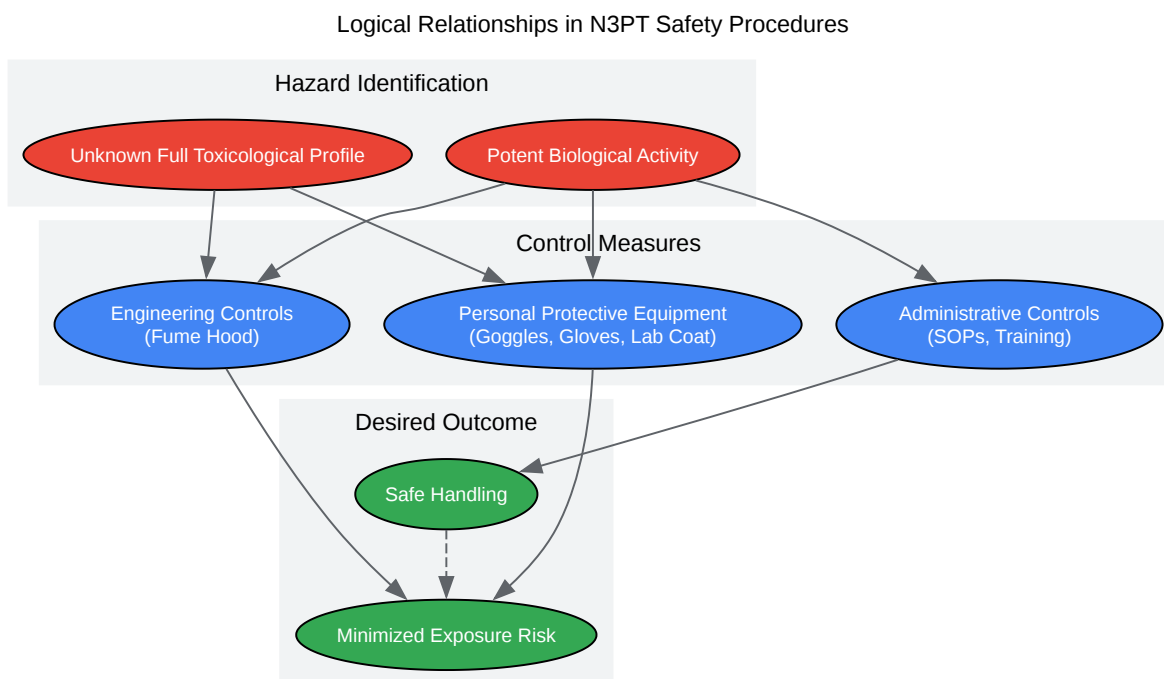 Logical Relationships in N3PT Safety Procedures
Hazard Identification
Unknown Full Toxicological Profile
Potent Biological Activity
Control Measures
Engineering Controls
(Fume Hood)
Personal Protective Equipment
(Goggles, Gloves, Lab Coat)
Administrative Controls
(SOPs, Training)
Desired Outcome
Safe Handling
Minimized Exposure Risk